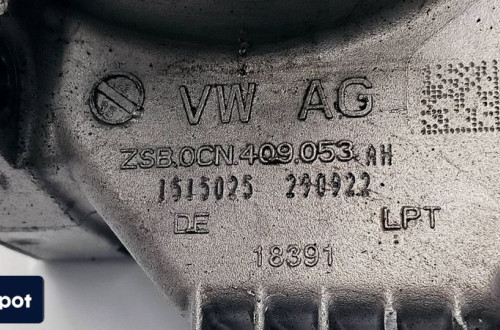 VW AG
ZSB.0CN.409.053 AH
1515025 290922
DE LPT
18391
pot